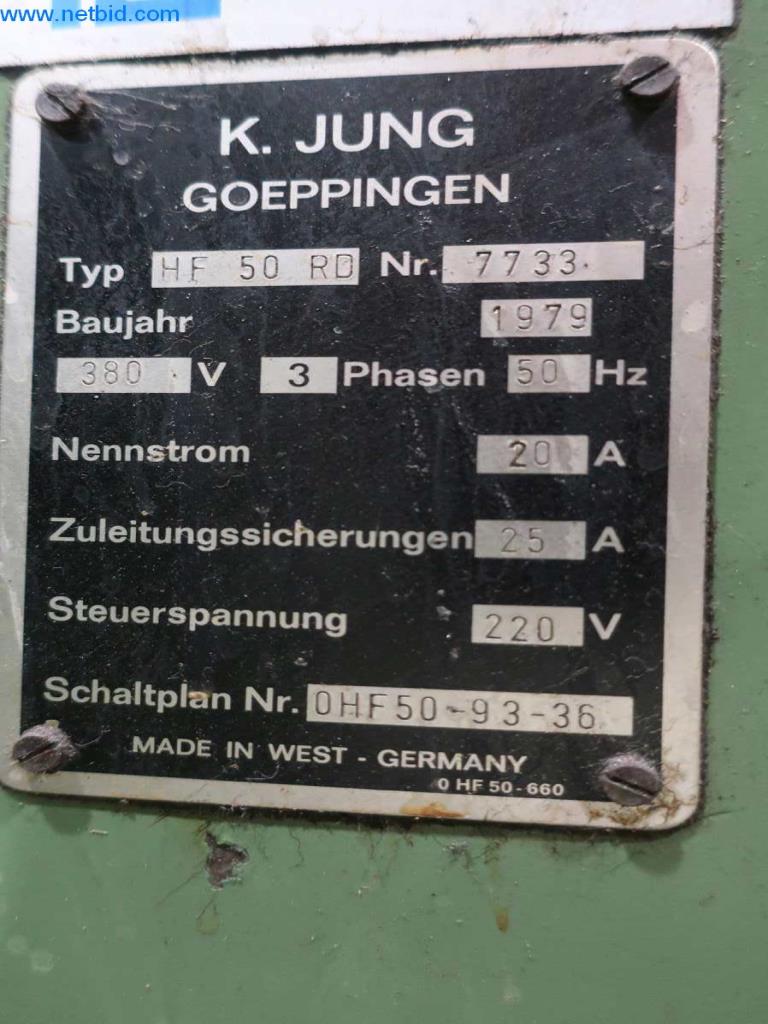 www.netbid.com
K. JUNG
GOEPPINGEN
Typ HF 50 RD Nr. 7733
Baujahr 1979
380 V 3 Phasen 50 Hz
Nennstrom 20 A
Zuleitungssicherungen 25 A
Steuerspannung 220 V
Schaltplan Nr. OHF50-93-36
MADE IN WEST - GERMANY
0 HF 50-660